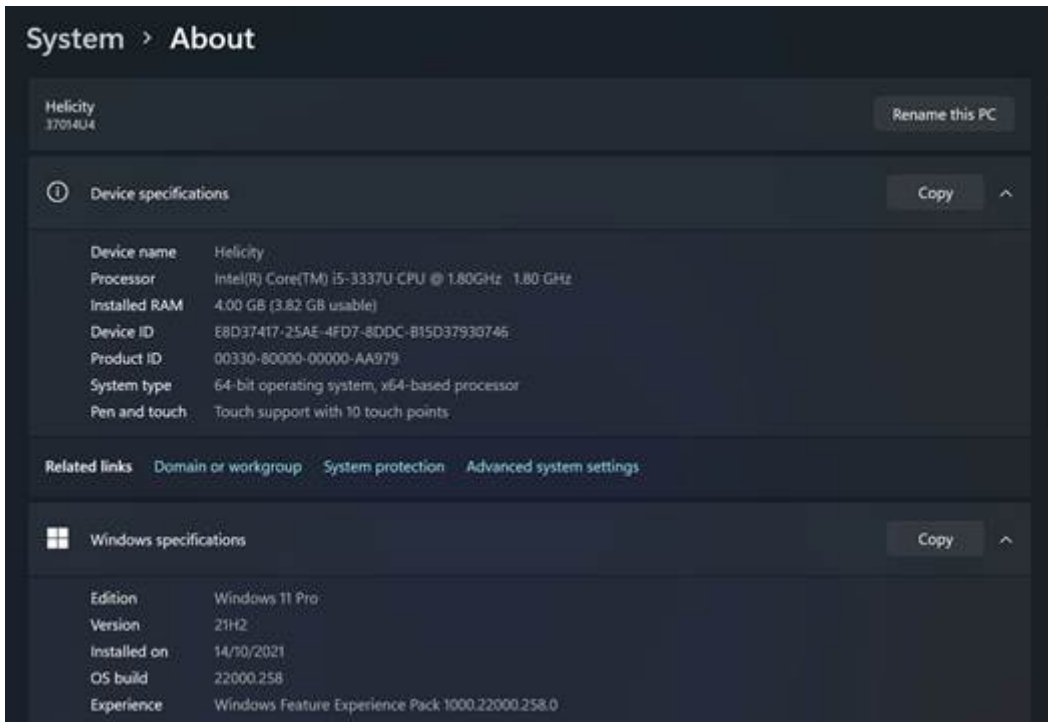 System > About
Helicity
37014U4
Rename this PC
Device specifications
Copy
Device name Helicity
Processor Intel(R) Core(TM) i5-3337U CPU @ 1.80GHz 1.80 GHz
Installed RAM 4.00 GB (3.82 GB usable)
Device ID E8D37417-25AE-4FD7-8DDC-B15D37930746
Product ID 00330-80000-00000-AA979
System type 64-bit operating system, x64-based processor
Pen and touch Touch support with 10 touch points
Related links Domain or workgroup System protection Advanced system settings
Windows specifications
Copy
Edition Windows 11 Pro
Version 21H2
Installed on 14/10/2021
OS build 22000.258
Experience Windows Feature Experience Pack 1000.22000.258.0